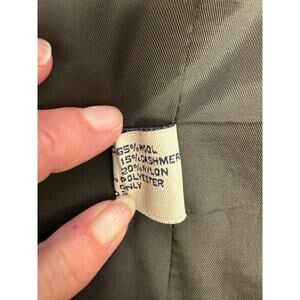 65% WOOL
15% CASHMER
20% NYLON
POLYESTER
ONLY